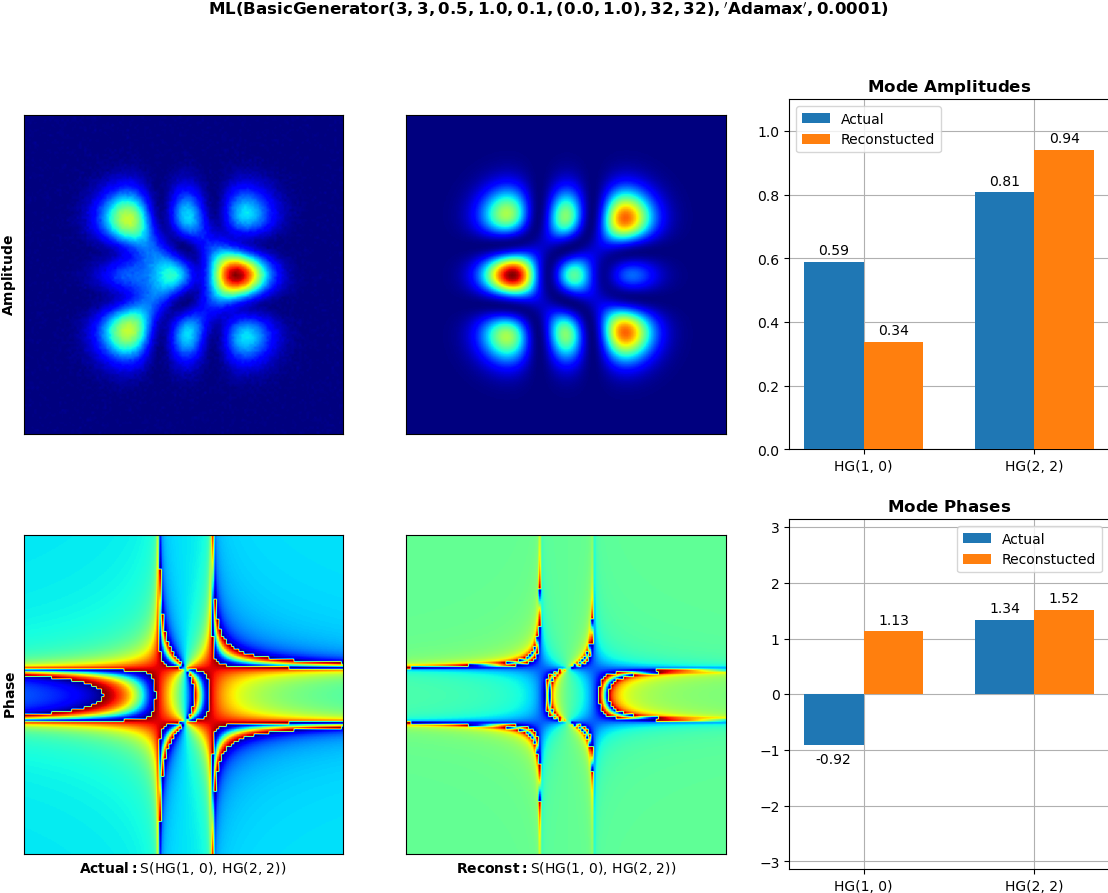 ML(BasicGenerator(3, 3, 0.5, 1.0, 0.1, (0.0, 1.0), 32, 32), ′Adamax′, 0.0001)
Amplitude
Mode Amplitudes
Actual
Reconstucted
1.0
0.8
0.6
0.4
0.2
0.0
0.59
0.34
0.81
0.94
HG(1, 0)
HG(2, 2)
Phase
Actual: S(HG(1, 0), HG(2, 2))
Reconst: S(HG(1, 0), HG(2, 2))
Mode Phases
Actual
Reconstucted
3
2
1
0
−1
−2
−3
-0.92
1.13
1.34
1.52
HG(1, 0)
HG(2, 2)